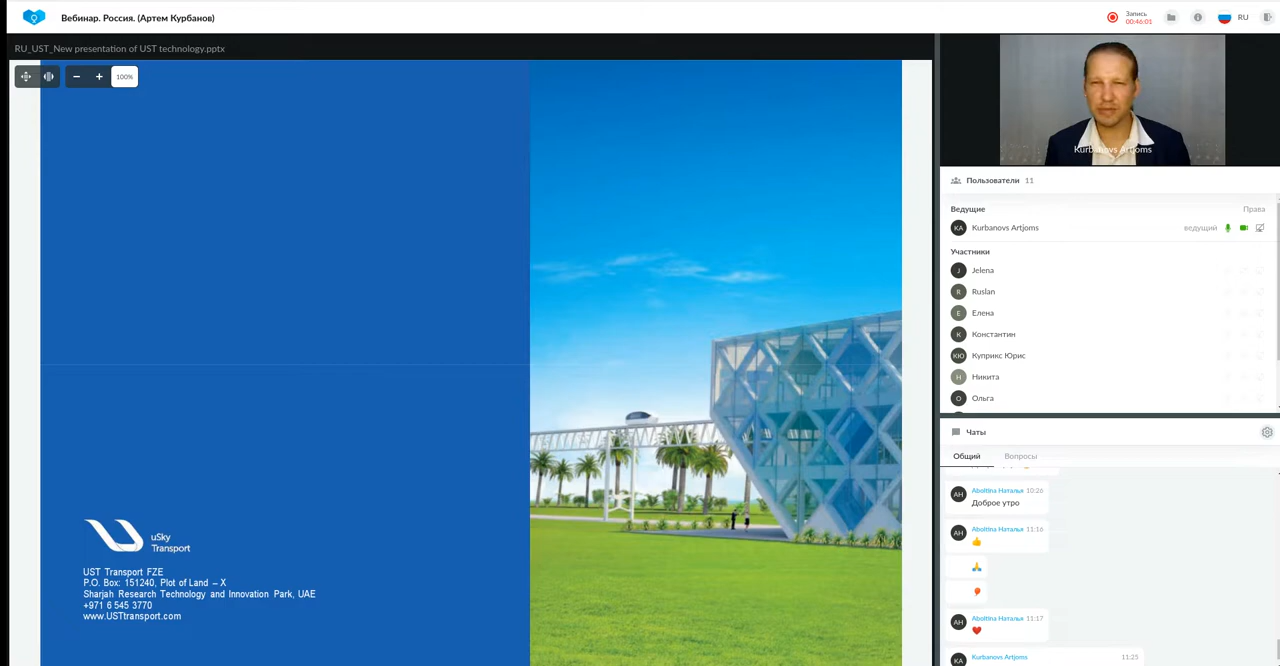 Вебинар. Россия. (Артем Курбанов)
Запись
00:46:01
RU
RU_UST_New presentation of UST technology.pptx
100%
uSky
Transport
UST Transport FZE
P.O. Box: 151240, Plot of Land – X
Sharjah Research Technology and Innovation Park, UAE
+971 6 545 3770
www.USTtransport.com
Kurbanovs Artjoms
Пользователи 11
Ведущие Права
KA Kurbanovs Artjoms ведущий
Участники
J Jelena
R Ruslan
Е Елена
К Константин
КЮ Куприкс Юрис
Н Никита
О Ольга
Чаты
Общий Вопросы
AH Aboltina Наталья 10:26
Доброе утро
AH Aboltina Наталья 11:16
👍
🙏
🎈
AH Aboltina Наталья 11:17
❤️
KA Kurbanovs Artjoms 11:25